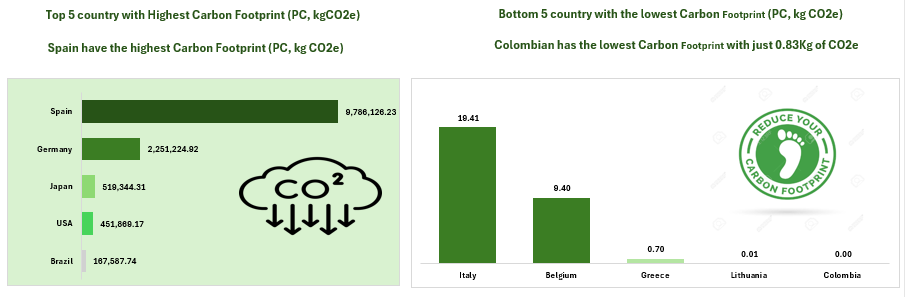 Top 5 country with Highest Carbon Footprint (PC, kgCO2e)
Spain have the highest Carbon Footprint (PC, kg CO2e)
Spain
9,786,126.23
Germany
2,251,224.92
Japan
519,344.31
USA
451,869.17
Brazil
167,587.74
CO2
Bottom 5 country with the lowest Carbon Footprint (PC, kg CO2e)
Colombian has the lowest Carbon Footprint with just 0.83Kg of CO2e
19.41
9.40
0.70
0.01
0.00
Italy
Belgium
Greece
Lithuania
Colombia
REDUCE YOUR
CARBON FOOTPRINT